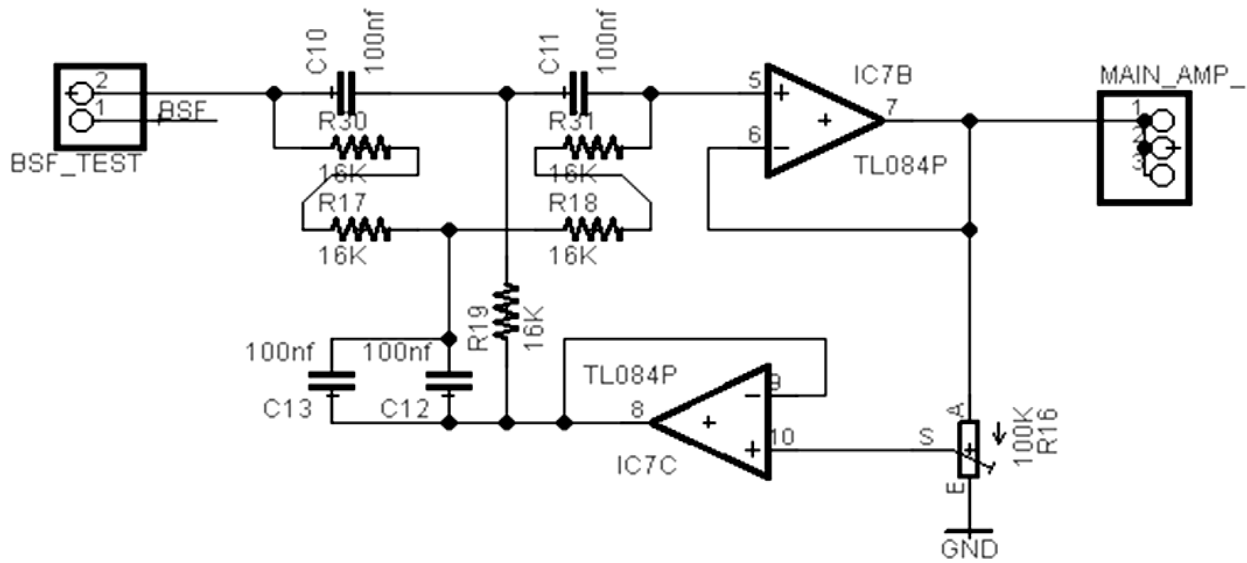 C10
100nf
C11
100nf
IC7B
MAIN_AMP_
2
1
BSF
BSF_TEST
5
6
7
+
-
+
TL084P
1
2
3
R30
16K
R31
16K
R17
16K
R18
16K
R19
16K
100nf
C13
100nf
C12
TL084P
8
9
10
-
+
+
IC7C
S
A
E
100K
R16
GND